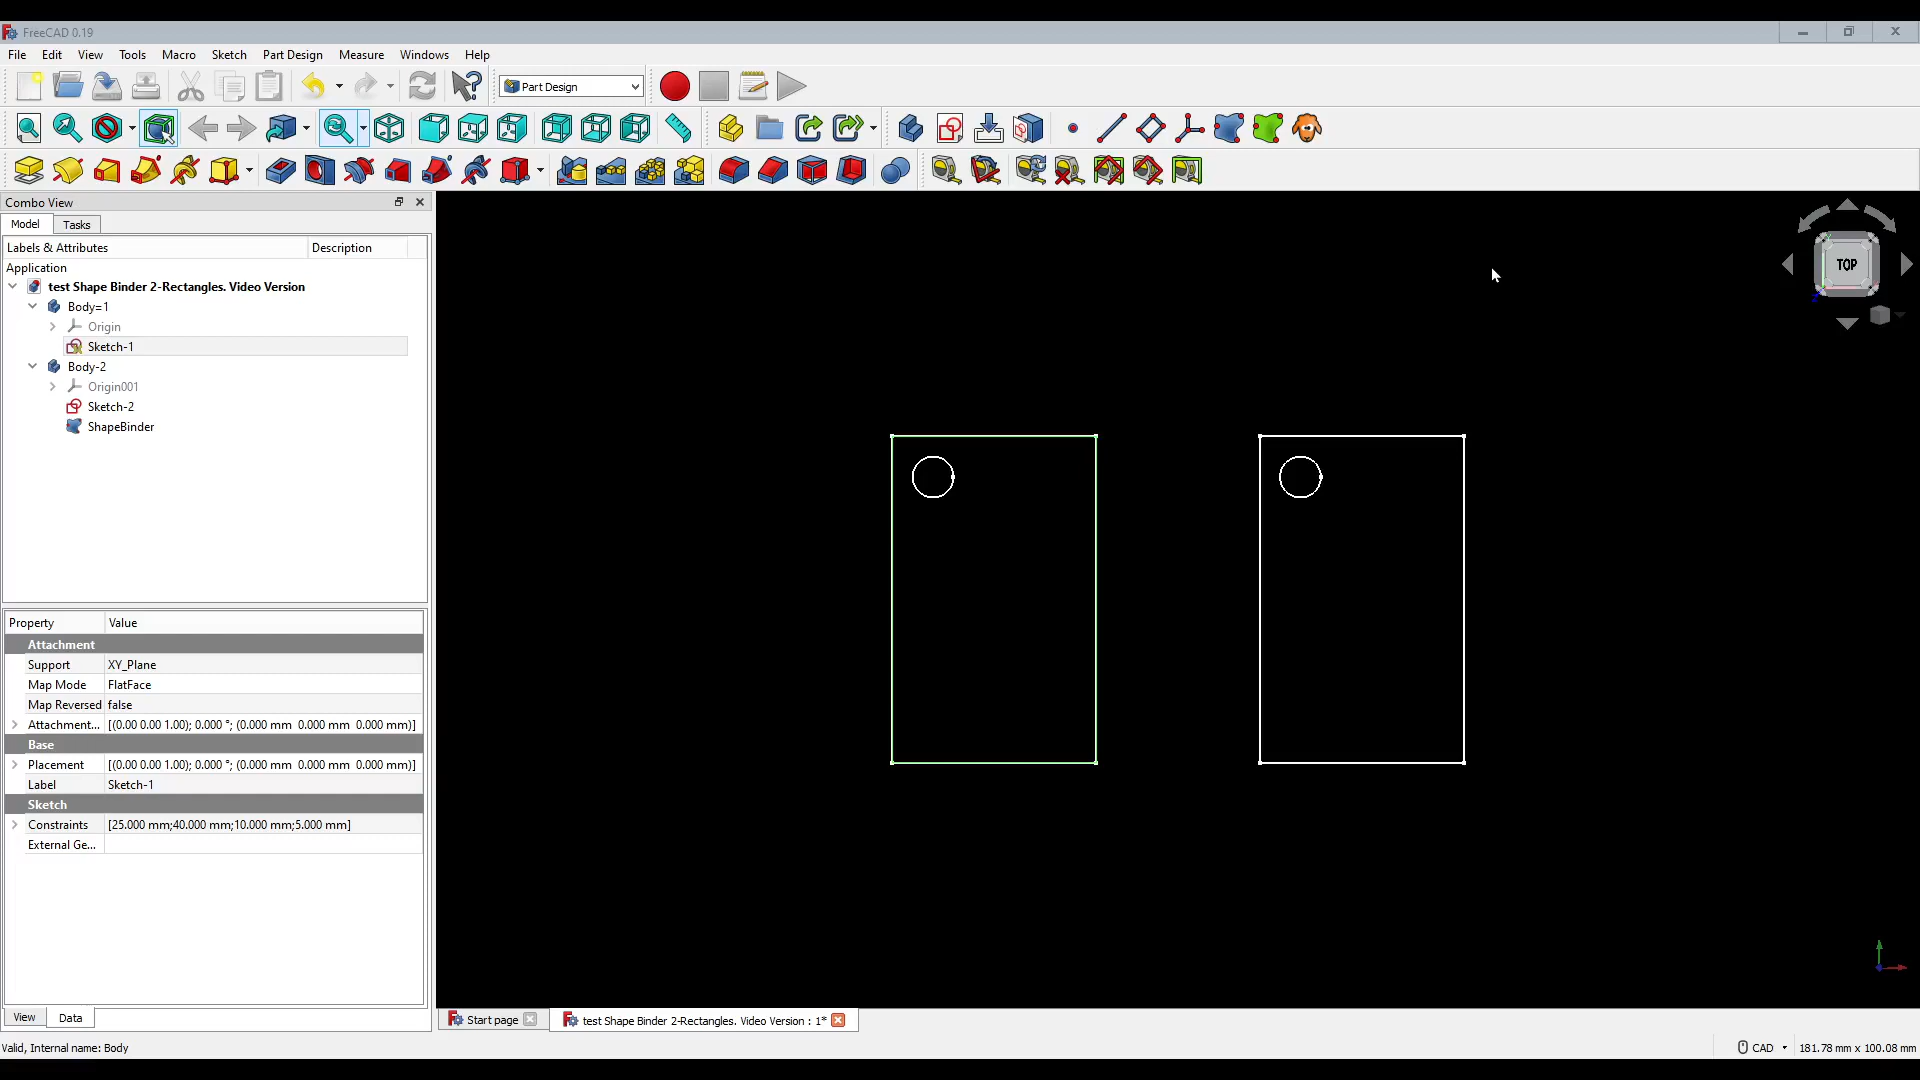 FreeCAD 0.19
File Edit View Tools Macro Sketch Part Design Measure Windows Help
Part Design
Combo View
Model Tasks
Labels & Attributes Description
Application
test Shape Binder 2-Rectangles. Video Version
Body=1
Origin
Sketch-1
Body-2
Origin001
Sketch-2
ShapeBinder
TOP
Property Value
Attachment
Support XY_Plane
Map Mode FlatFace
Map Reversed false
Attachment... [(0.00 0.00 1.00); 0.000 °; (0.000 mm 0.000 mm 0.000 mm)]
Base
Placement [(0.00 0.00 1.00); 0.000 °; (0.000 mm 0.000 mm 0.000 mm)]
Label Sketch-1
Sketch
Constraints [25.000 mm;40.000 mm;10.000 mm;5.000 mm]
External Ge...
View Data
Start page test Shape Binder 2-Rectangles. Video Version : 1*
Valid, Internal name: Body
CAD 181.78 mm x 100.08 mm